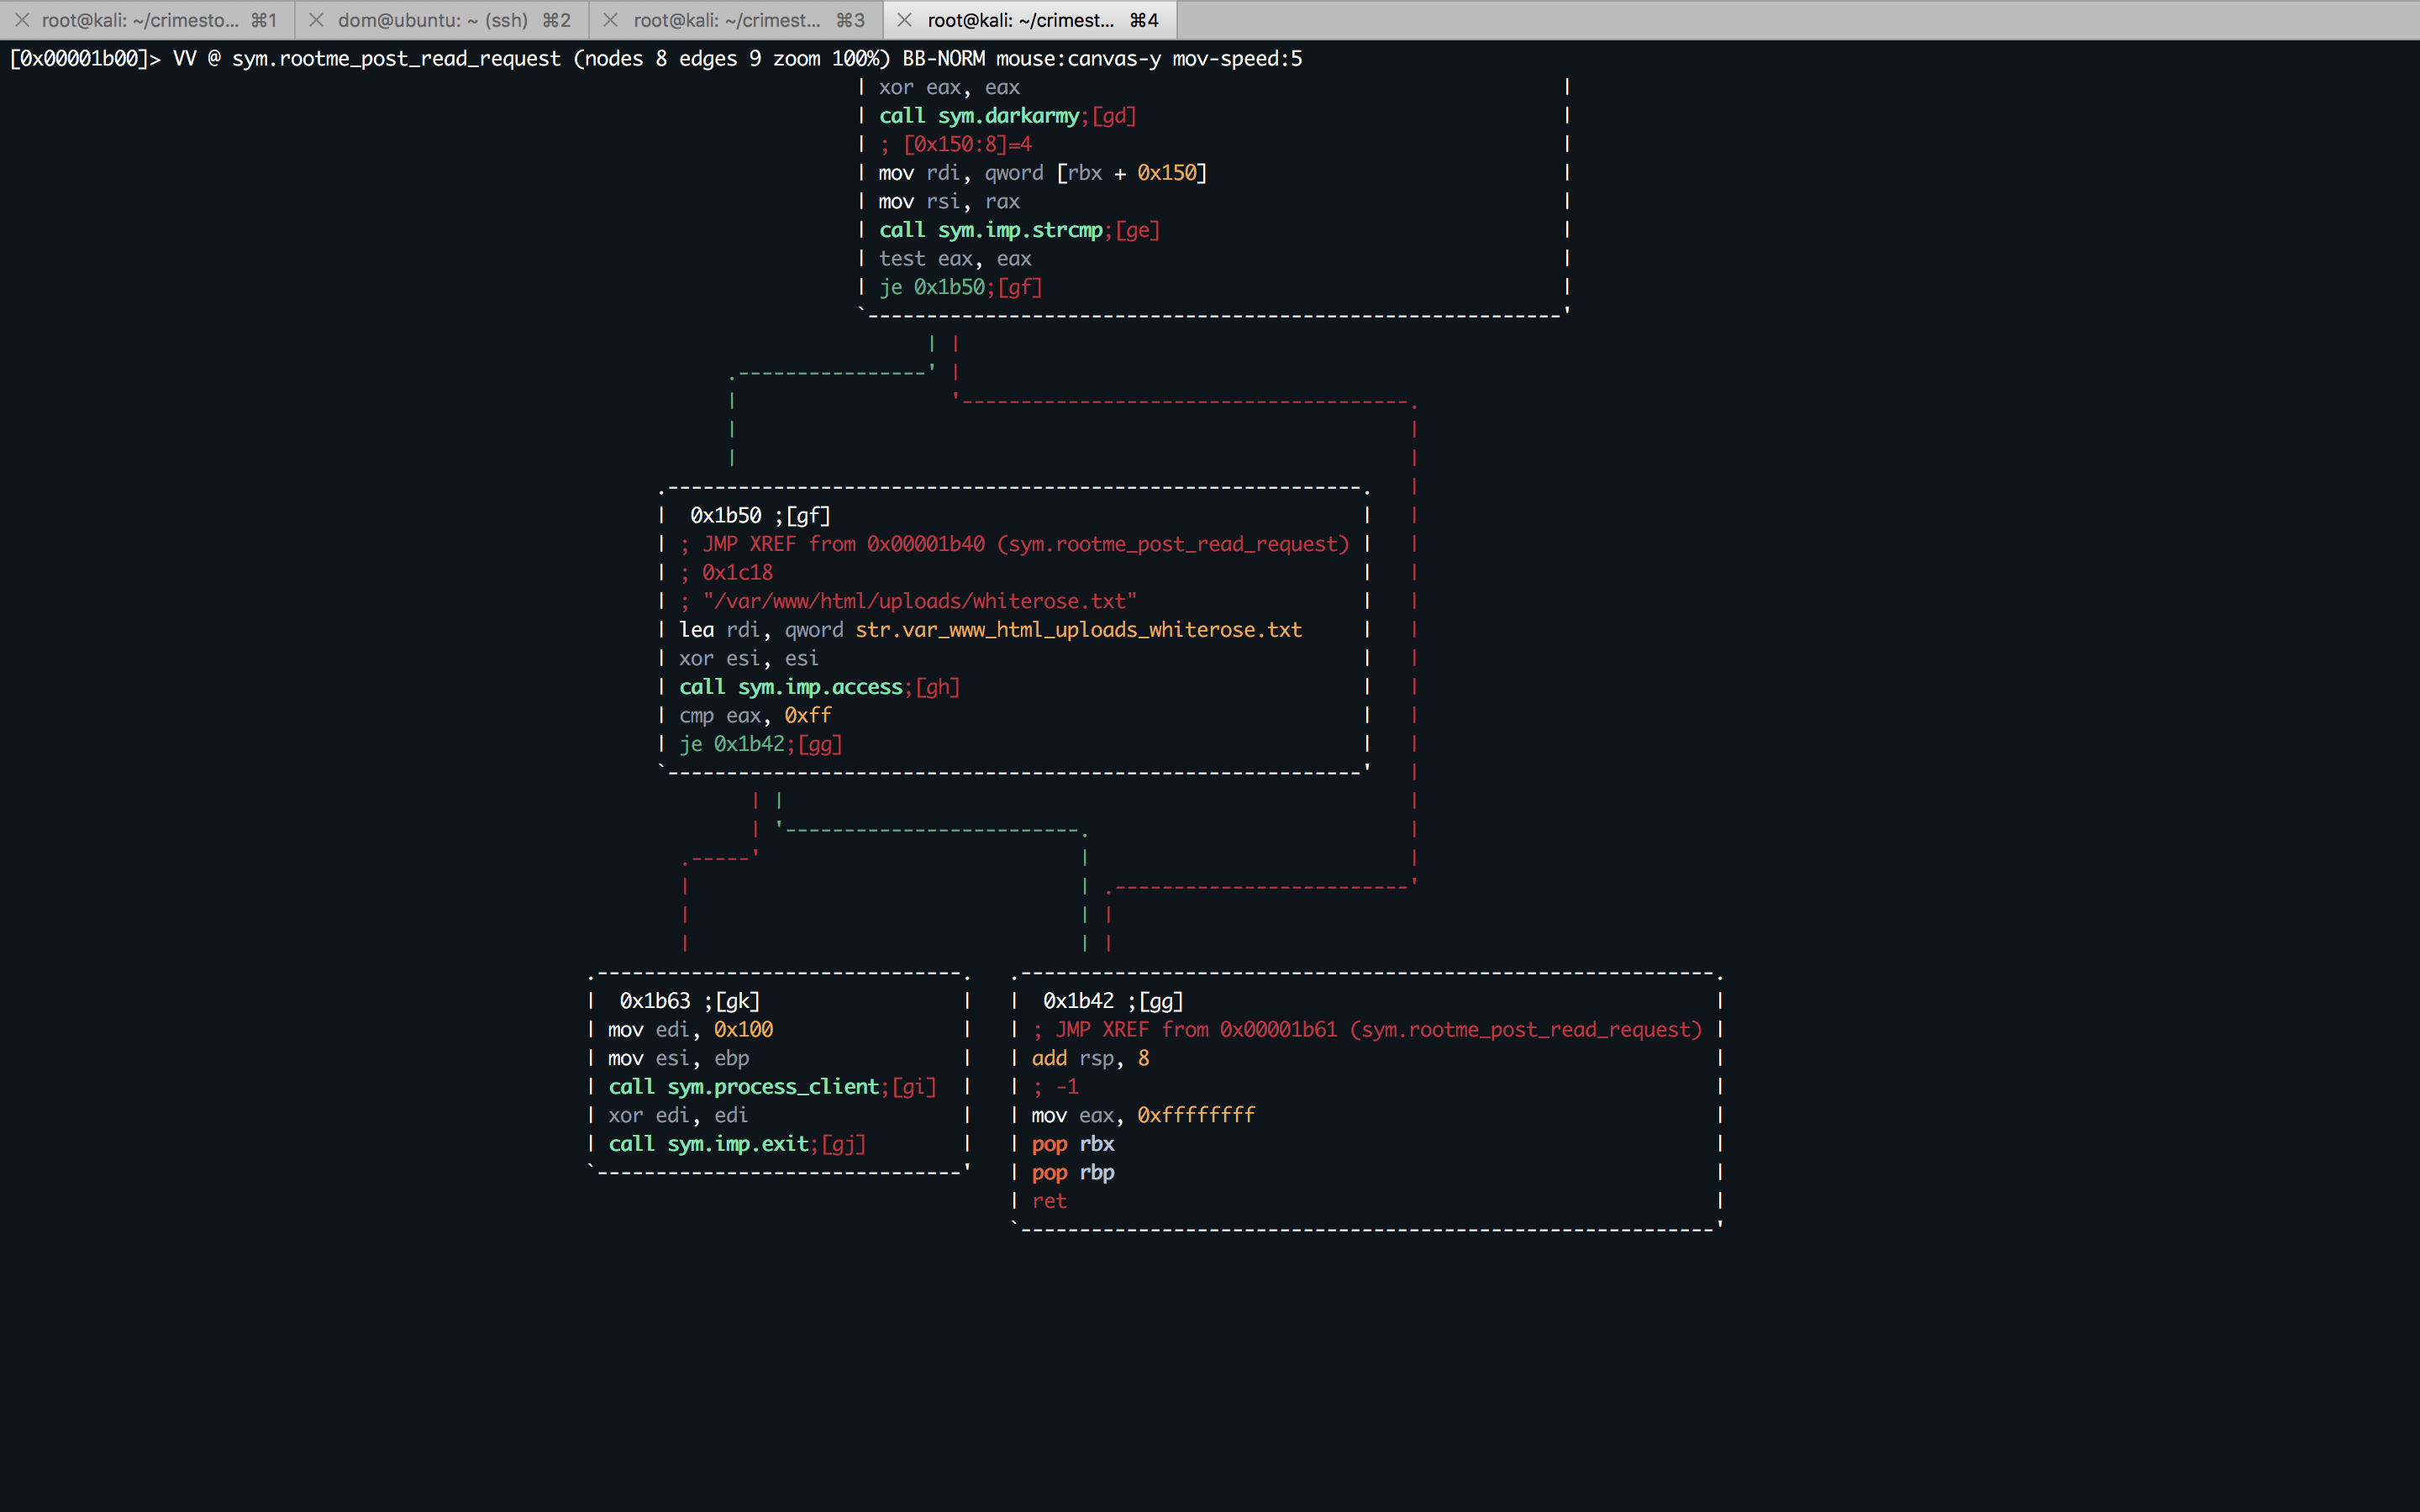 root@kali: ~/crimesto... ⌘1 dom@ubuntu: ~ (ssh) ⌘2 root@kali: ~/crimest... ⌘3 root@kali: ~/crimest... ⌘4
[0x00001b00]> VV @ sym.rootme_post_read_request (nodes 8 edges 9 zoom 100%) BB-NORM mouse:canvas-y mov-speed:5
xor eax, eax
call sym.darkarmy;[gd]
; [0x150:8]=4
mov rdi, qword [rbx + 0x150]
mov rsi, rax
call sym.imp.strcmp;[ge]
test eax, eax
je 0x1b50;[gf]
0x1b50 ;[gf]
; JMP XREF from 0x00001b40 (sym.rootme_post_read_request)
; 0x1c18
; "/var/www/html/uploads/whiterose.txt"
lea rdi, qword str.var_www_html_uploads_whiterose.txt
xor esi, esi
call sym.imp.access;[gh]
cmp eax, 0xff
je 0x1b42;[gg]
0x1b63 ;[gk]
mov edi, 0x100
mov esi, ebp
call sym.process_client;[gi]
xor edi, edi
call sym.imp.exit;[gj]
0x1b42 ;[gg]
; JMP XREF from 0x00001b61 (sym.rootme_post_read_request)
add rsp, 8
; -1
mov eax, 0xffffffff
pop rbx
pop rbp
ret